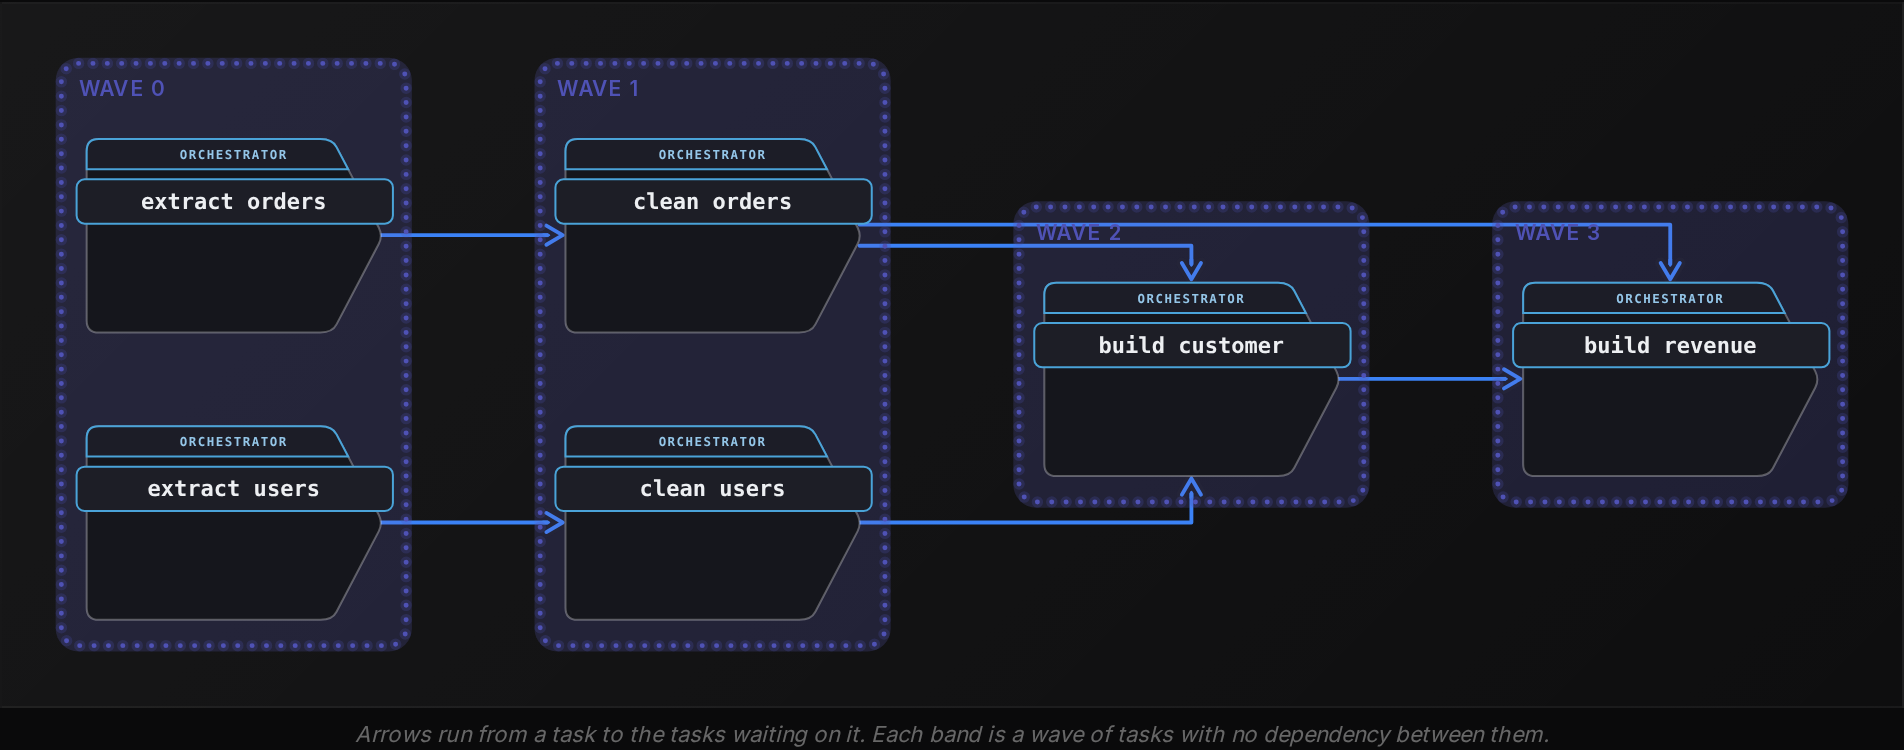 WAVE 0
ORCHESTRATOR
extract orders
ORCHESTRATOR
extract users
WAVE 1
ORCHESTRATOR
clean orders
ORCHESTRATOR
clean users
WAVE 2
ORCHESTRATOR
build customer
WAVE 3
ORCHESTRATOR
build revenue
Arrows run from a task to the tasks waiting on it. Each band is a wave of tasks with no dependency between them.